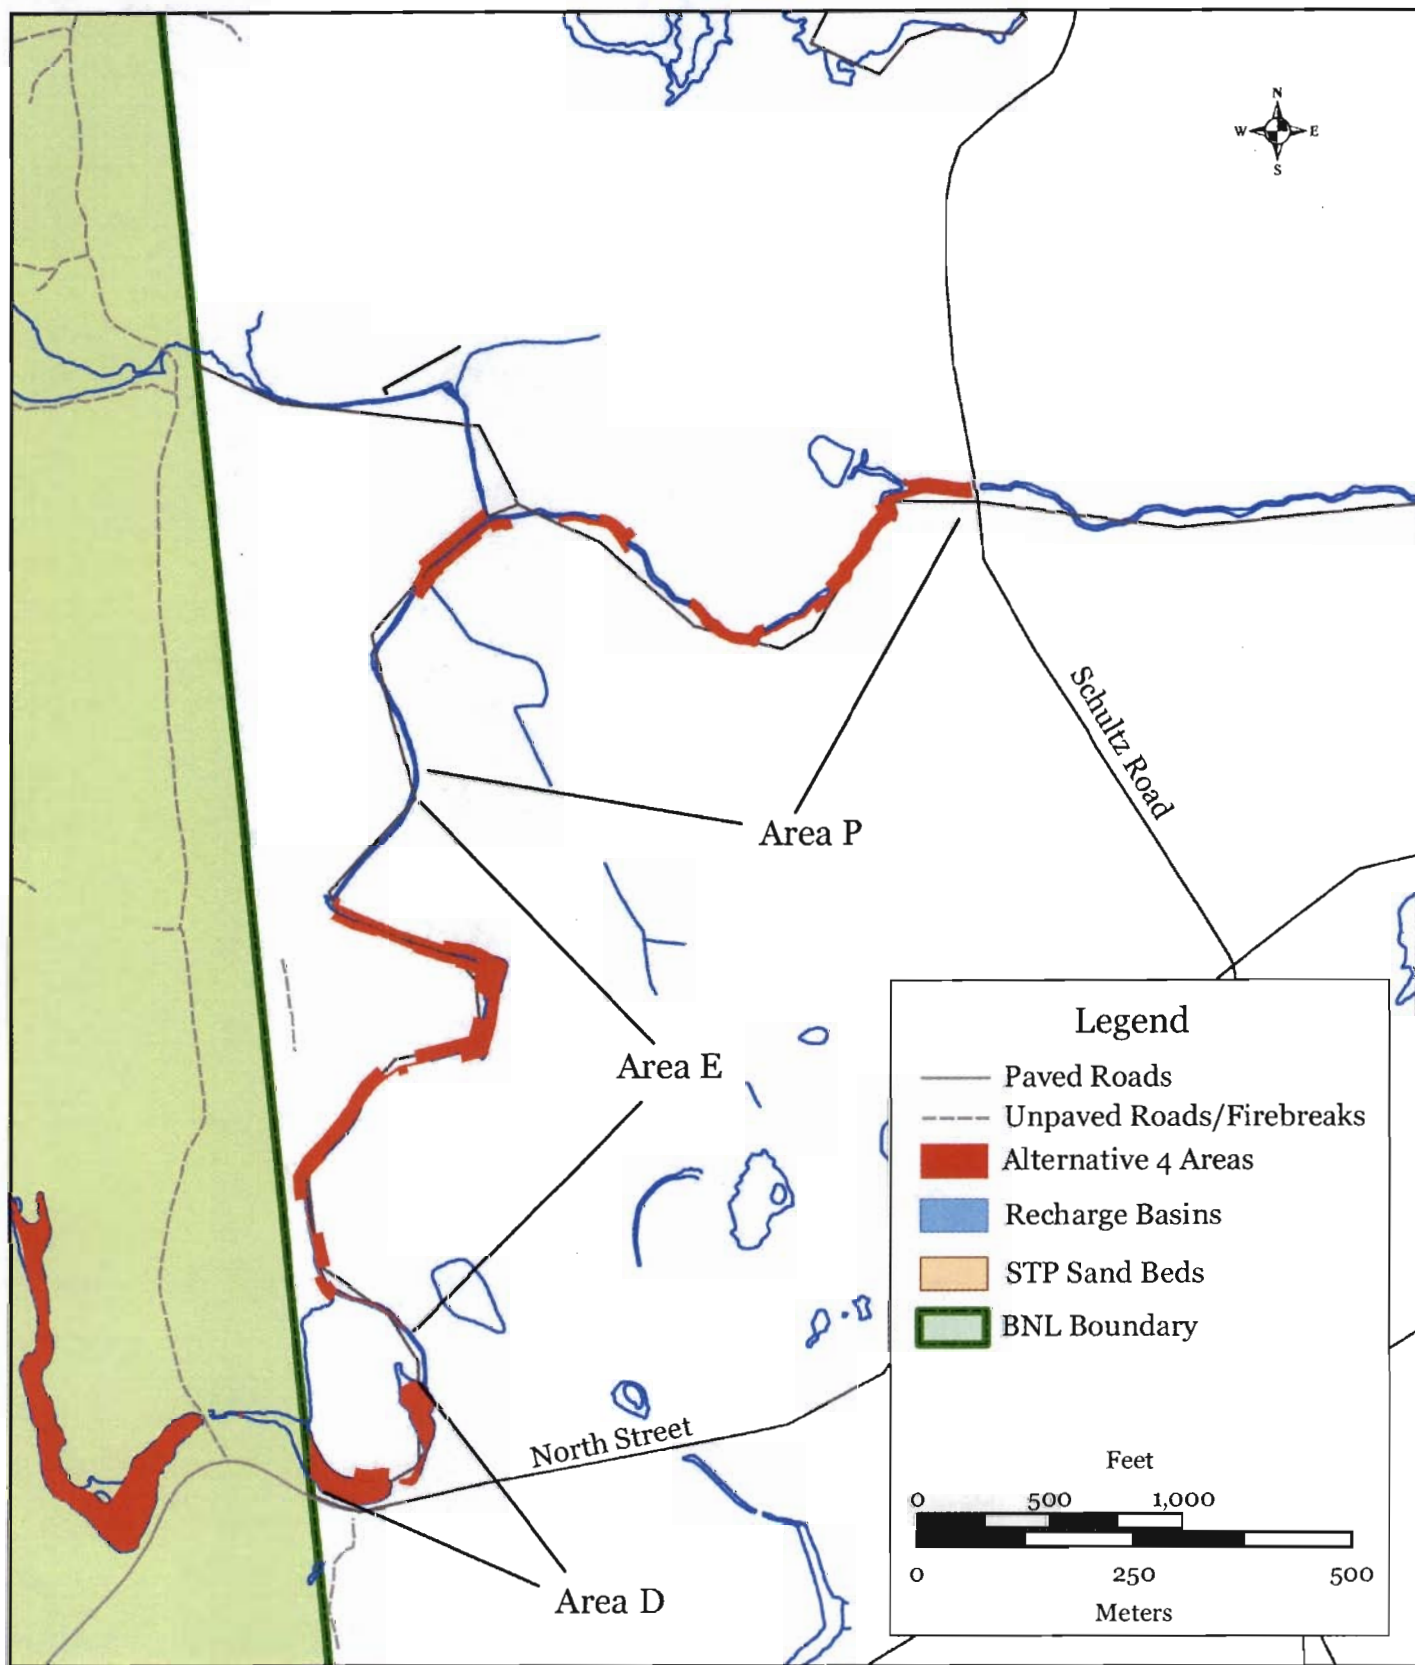 N
W E
S
Schultz Road
Area P
Area E
North Street
Area D
Legend
Paved Roads
Unpaved Roads/Firebreaks
Alternative 4 Areas
Recharge Basins
STP Sand Beds
BNL Boundary
Feet
0 500 1,000
0 250 500
Meters